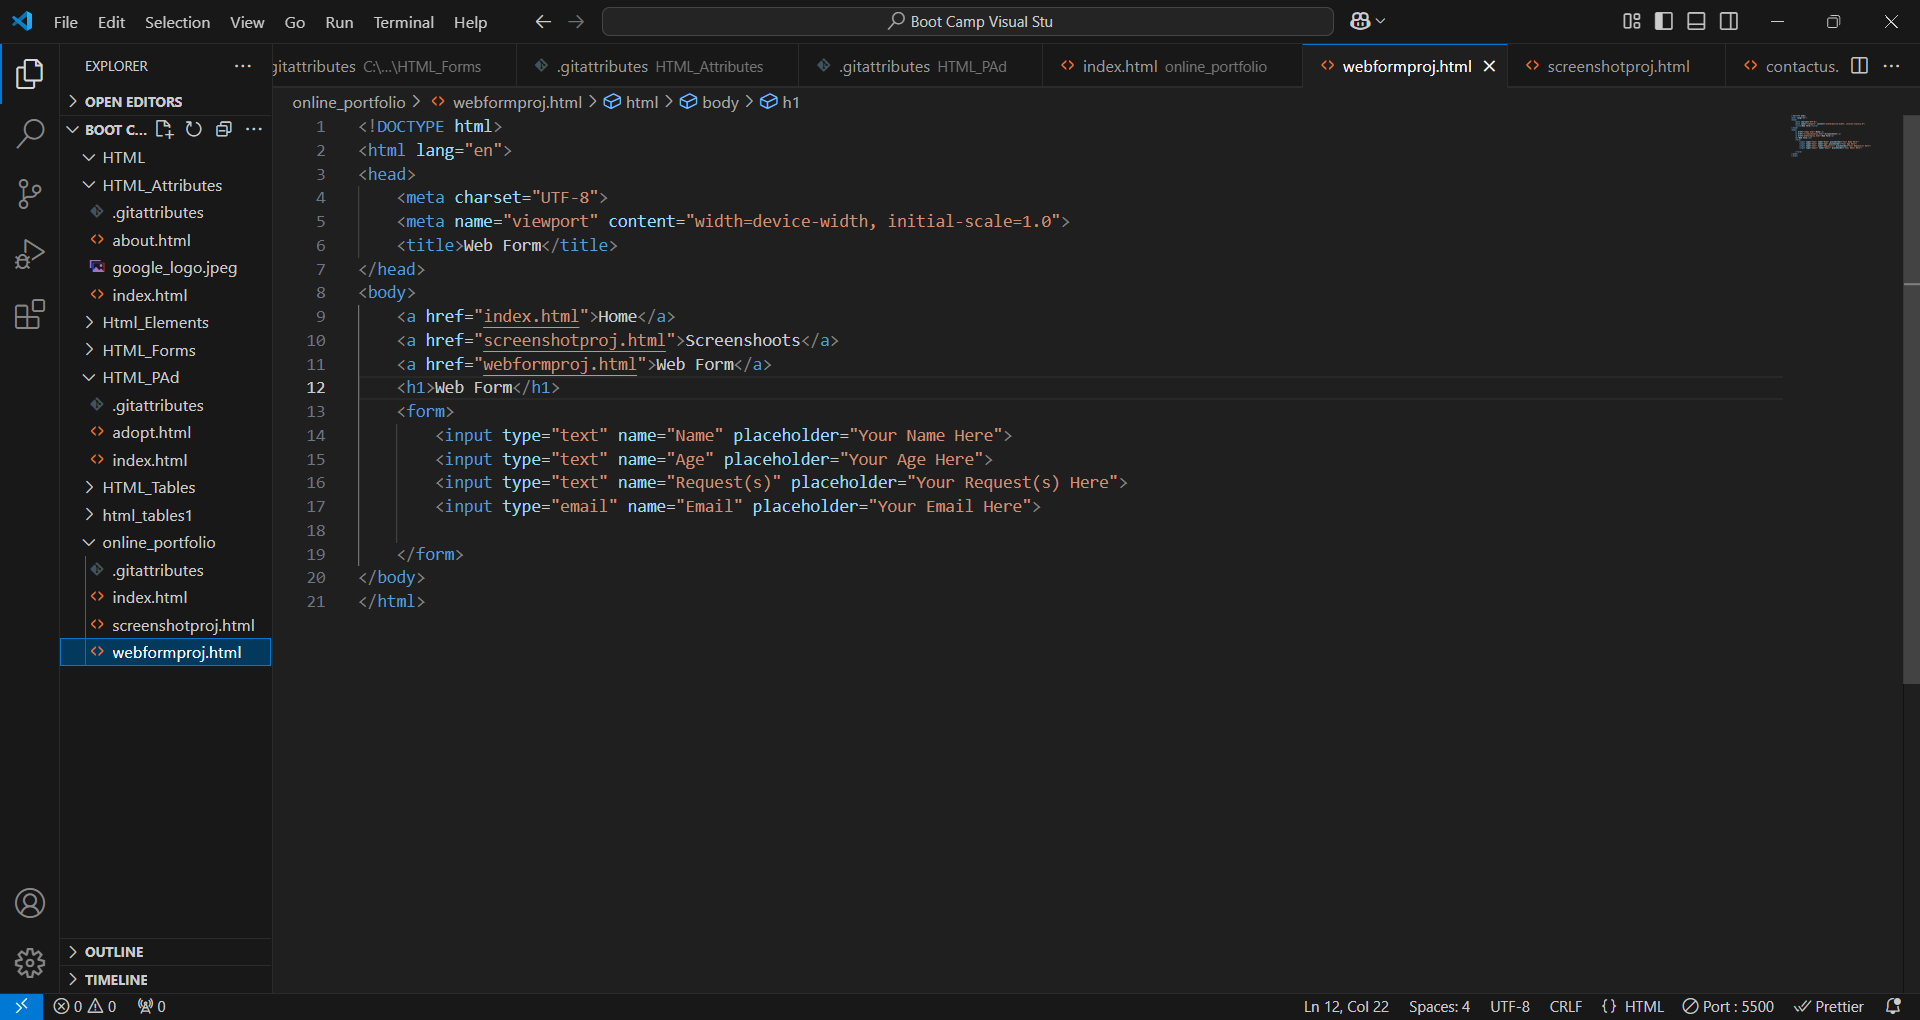 File Edit Selection View Go Run Terminal Help
Boot Camp Visual Stu
EXPLORER
OPEN EDITORS
BOOT C...
HTML
HTML_Attributes
.gitattributes
about.html
google_logo.jpeg
index.html
Html_Elements
HTML_Forms
HTML_PAd
.gitattributes
adopt.html
index.html
HTML_Tables
html_tables1
online_portfolio
.gitattributes
index.html
screenshotproj.html
webformproj.html
OUTLINE
TIMELINE
gitattributes C:\...\HTML_Forms .gitattributes HTML_Attributes .gitattributes HTML_PAd index.html online_portfolio webformproj.html screenshotproj.html contactus.
online_portfolio > webformproj.html > html > body > h1
1 <!DOCTYPE html>
2 <html lang="en">
3 <head>
4 <meta charset="UTF-8">
5 <meta name="viewport" content="width=device-width, initial-scale=1.0">
6 <title>Web Form</title>
7 </head>
8 <body>
9 <a href="index.html">Home</a>
10 <a href="screenshotproj.html">Screenshoots</a>
11 <a href="webformproj.html">Web Form</a>
12 <h1>Web Form</h1>
13 <form>
14 <input type="text" name="Name" placeholder="Your Name Here">
15 <input type="text" name="Age" placeholder="Your Age Here">
16 <input type="text" name="Request(s)" placeholder="Your Request(s) Here">
17 <input type="email" name="Email" placeholder="Your Email Here">
18
19 </form>
20 </body>
21 </html>
0 0 0 Ln 12, Col 22 Spaces: 4 UTF-8 CRLF {} HTML Port : 5500 Prettier